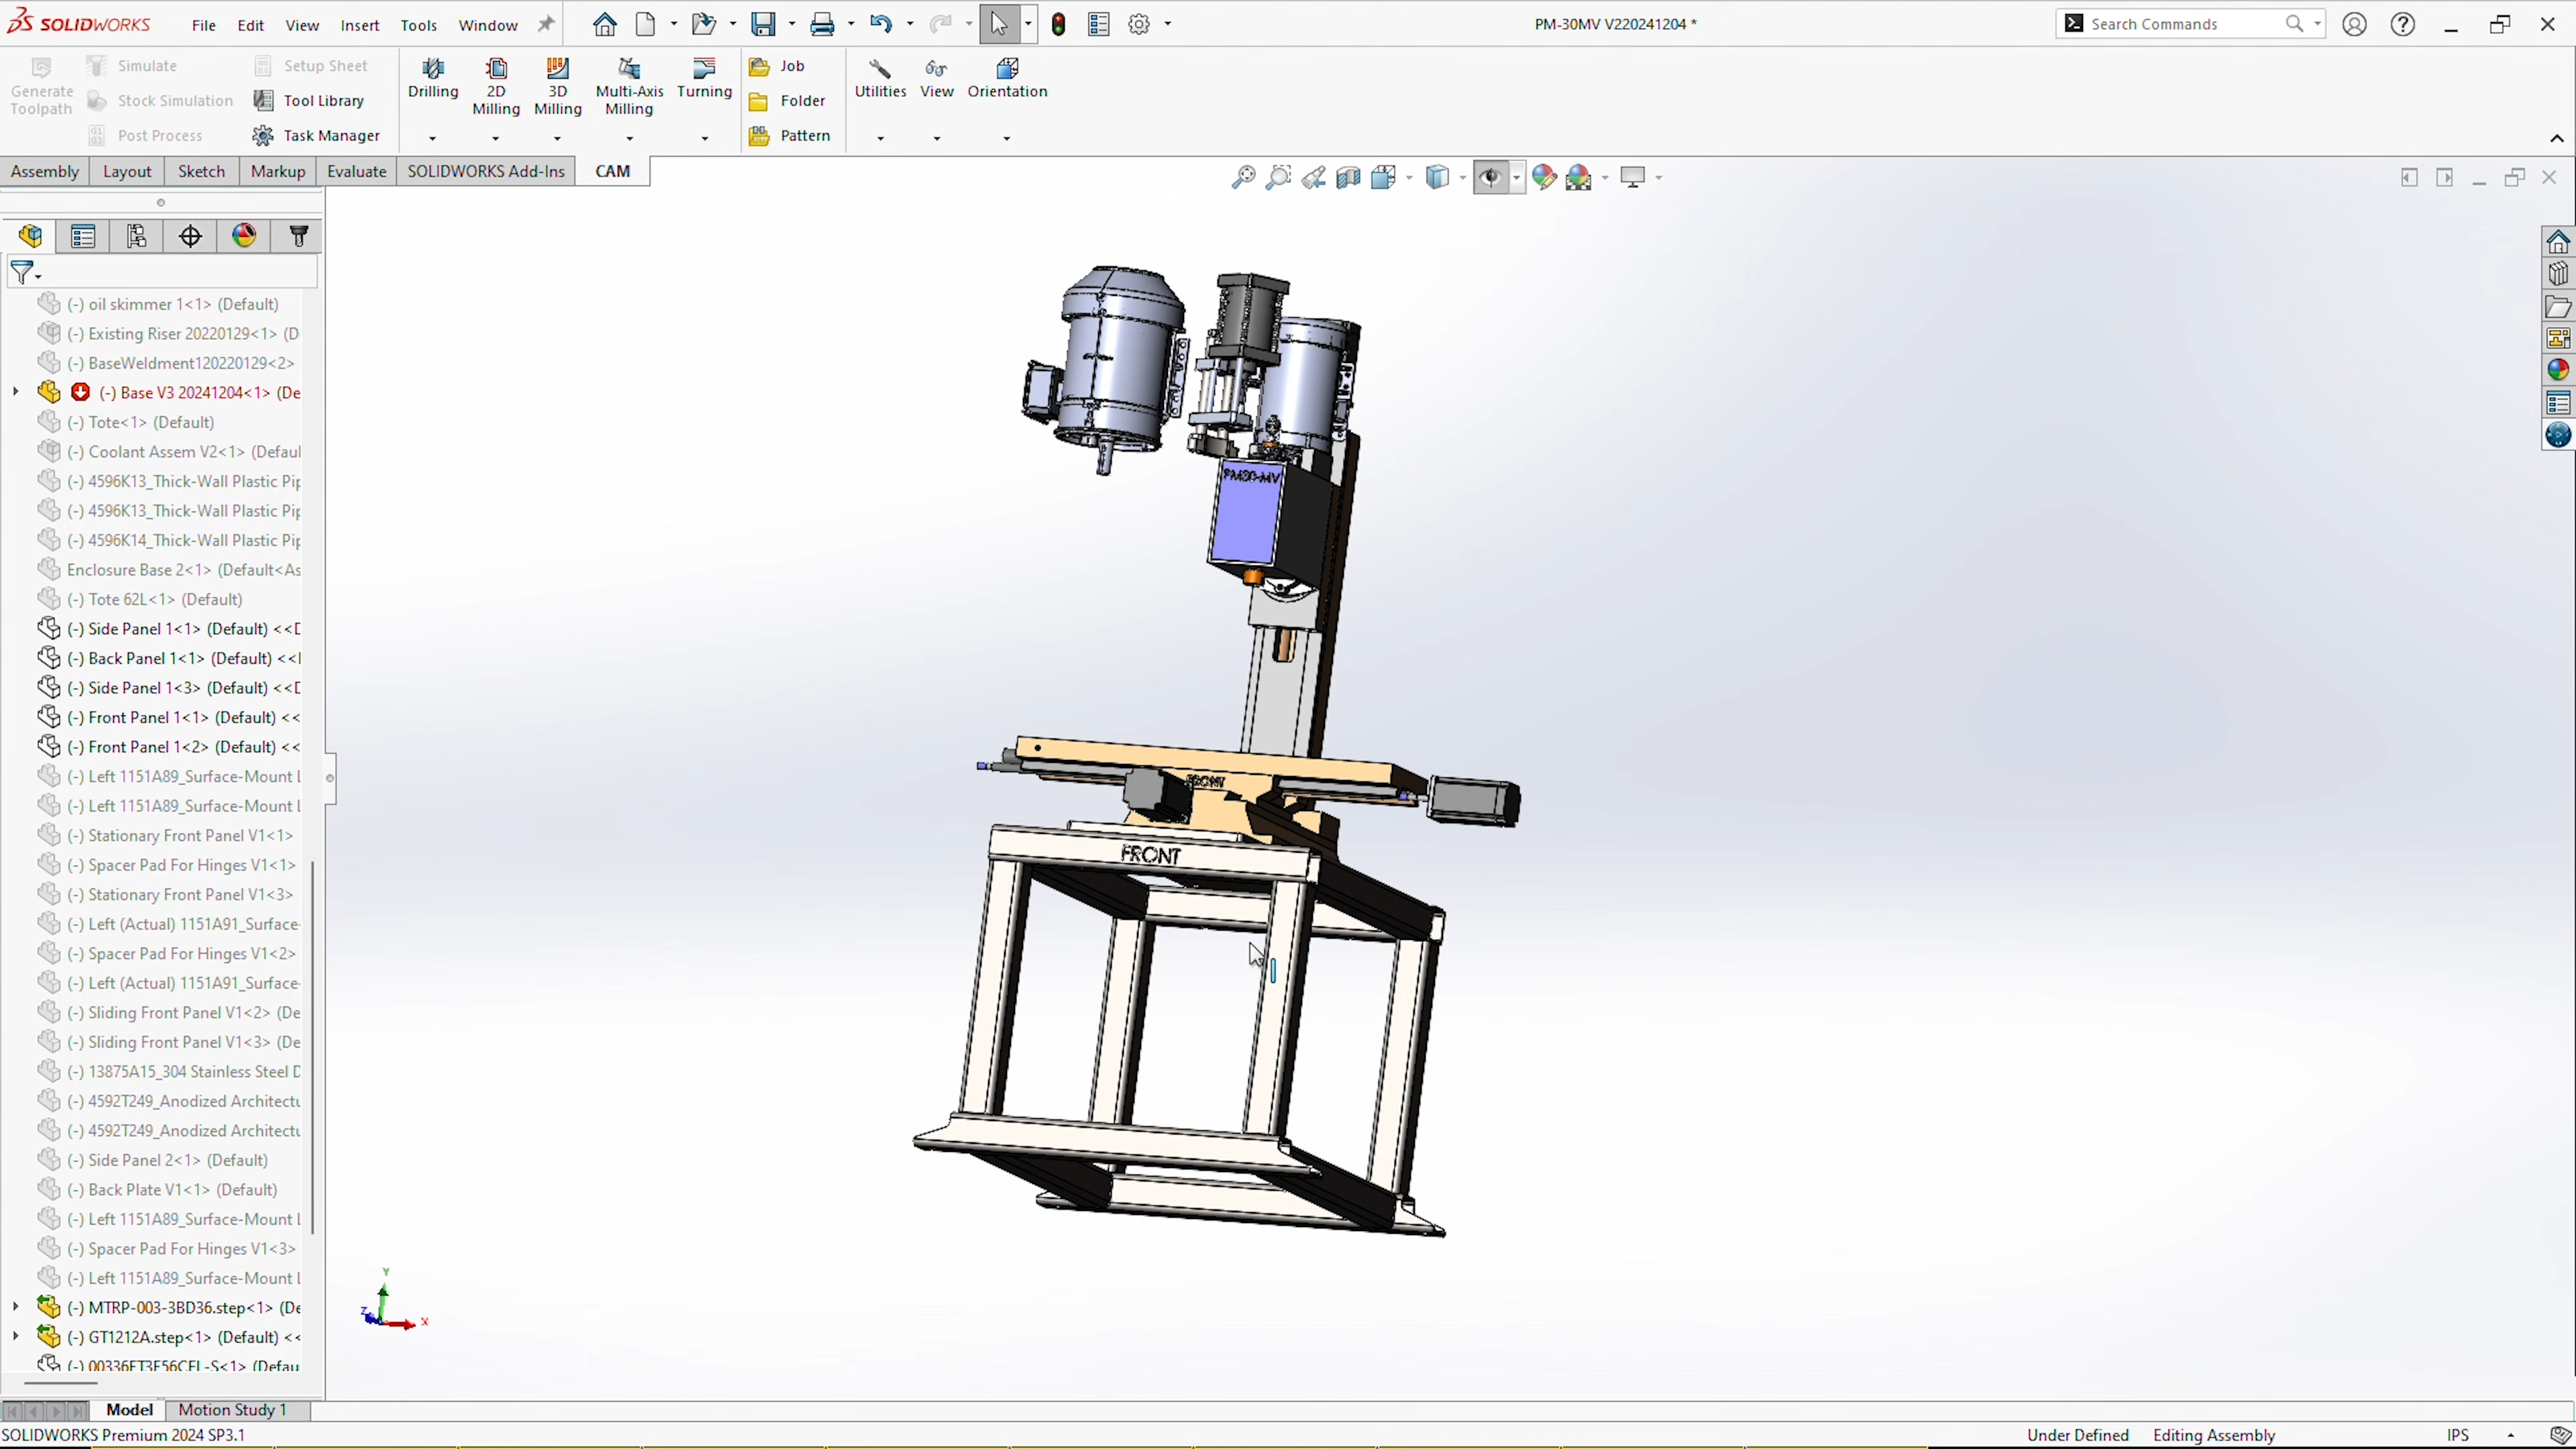 SOLIDWORKS File Edit View Insert Tools Window PM-30MV V220241204 * Search Commands
Generate Toolpath
Simulate
Stock Simulation
Post Process
Setup Sheet
Tool Library
Task Manager
Drilling
2D Milling
3D Milling
Multi-Axis Milling
Turning
Job
Folder
Pattern
Utilities
View
Orientation
Assembly Layout Sketch Markup Evaluate SOLIDWORKS Add-Ins CAM
(-) oil skimmer 1<1> (Default)
(-) Existing Riser 20220129<1> (D
(-) BaseWeldment120220129<2>
(-) Base V3 20241204<1> (De
(-) Tote<1> (Default)
(-) Coolant Assem V2<1> (Defaul
(-) 4596K13_Thick-Wall Plastic Pip
(-) 4596K13_Thick-Wall Plastic Pip
(-) 4596K14_Thick-Wall Plastic Pip
Enclosure Base 2<1> (Default<As
(-) Tote 62L<1> (Default)
(-) Side Panel 1<1> (Default) <<D
(-) Back Panel 1<1> (Default) <<
(-) Side Panel 1<3> (Default) <<D
(-) Front Panel 1<1> (Default) <<
(-) Front Panel 1<2> (Default) <<
(-) Left 1151A89_Surface-Mount L
(-) Left 1151A89_Surface-Mount L
(-) Stationary Front Panel V1<1>
(-) Spacer Pad For Hinges V1<1>
(-) Stationary Front Panel V1<3>
(-) Left (Actual) 1151A91_Surface-
(-) Spacer Pad For Hinges V1<2>
(-) Left (Actual) 1151A91_Surface-
(-) Sliding Front Panel V1<2> (De
(-) Sliding Front Panel V1<3> (De
(-) 13875A15_304 Stainless Steel D
(-) 4592T249_Anodized Architectu
(-) 4592T249_Anodized Architectu
(-) Side Panel 2<1> (Default)
(-) Back Plate V1<1> (Default)
(-) Left 1151A89_Surface-Mount L
(-) Spacer Pad For Hinges V1<3>
(-) Left 1151A89_Surface-Mount L
(-) MTRP-003-3BD36.step<1> (De
(-) GT1212A.step<1> (Default) <<
(-) 00336ET3E56CFL-S<1> (Defau
PM30-MV
FRONT
FRONT
Y
Z
X
Model Motion Study 1
SOLIDWORKS Premium 2024 SP3.1 Under Defined Editing Assembly IPS